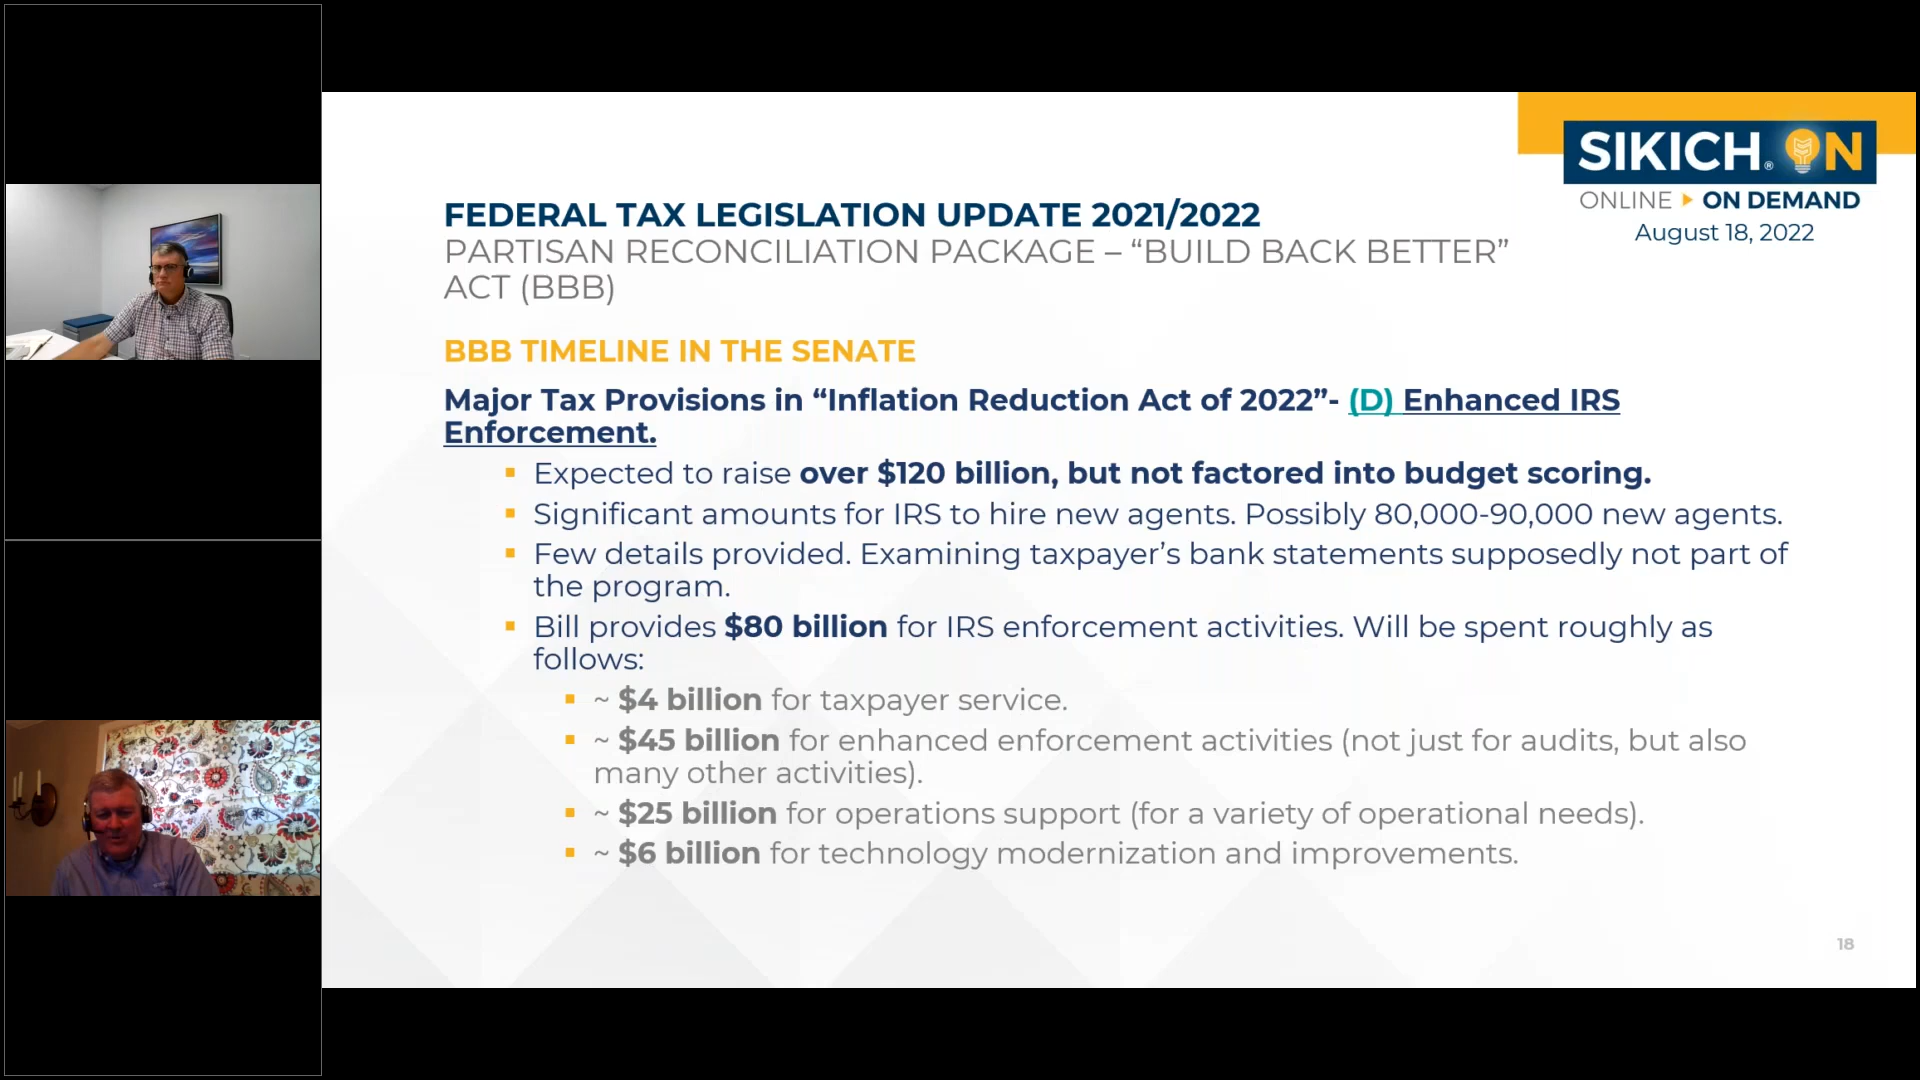 SIKICH® ON
ONLINE ▸ ON DEMAND
August 18, 2022
FEDERAL TAX LEGISLATION UPDATE 2021/2022
PARTISAN RECONCILIATION PACKAGE – “BUILD BACK BETTER”
ACT (BBB)
BBB TIMELINE IN THE SENATE
Major Tax Provisions in “Inflation Reduction Act of 2022”- (D) Enhanced IRS
Enforcement.
▪ Expected to raise over $120 billion, but not factored into budget scoring.
▪ Significant amounts for IRS to hire new agents. Possibly 80,000-90,000 new agents.
▪ Few details provided. Examining taxpayer’s bank statements supposedly not part of
the program.
▪ Bill provides $80 billion for IRS enforcement activities. Will be spent roughly as
follows:
▪ ~ $4 billion for taxpayer service.
▪ ~ $45 billion for enhanced enforcement activities (not just for audits, but also
many other activities).
▪ ~ $25 billion for operations support (for a variety of operational needs).
▪ ~ $6 billion for technology modernization and improvements.
18